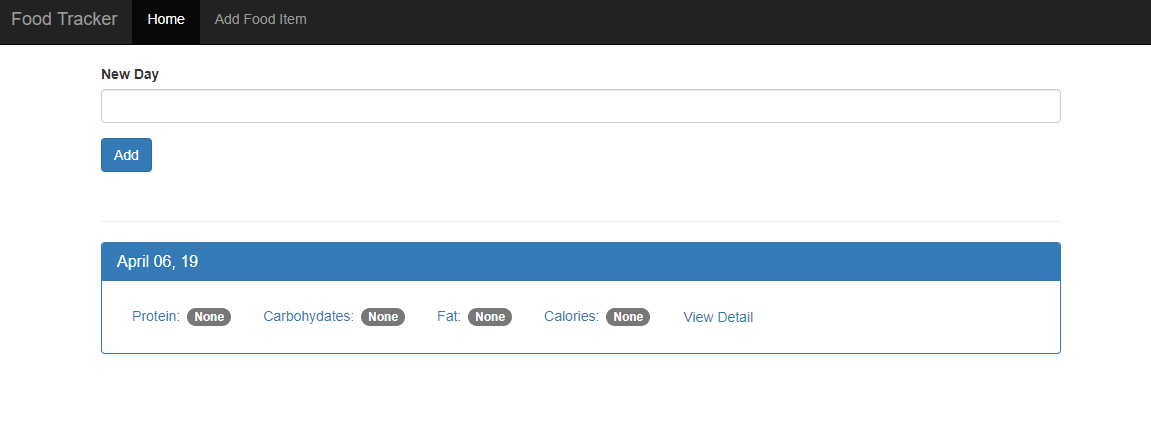 Food Tracker Home Add Food Item
New Day
Add
April 06, 19
Protein: None Carbohydates: None Fat: None Calories: None View Detail